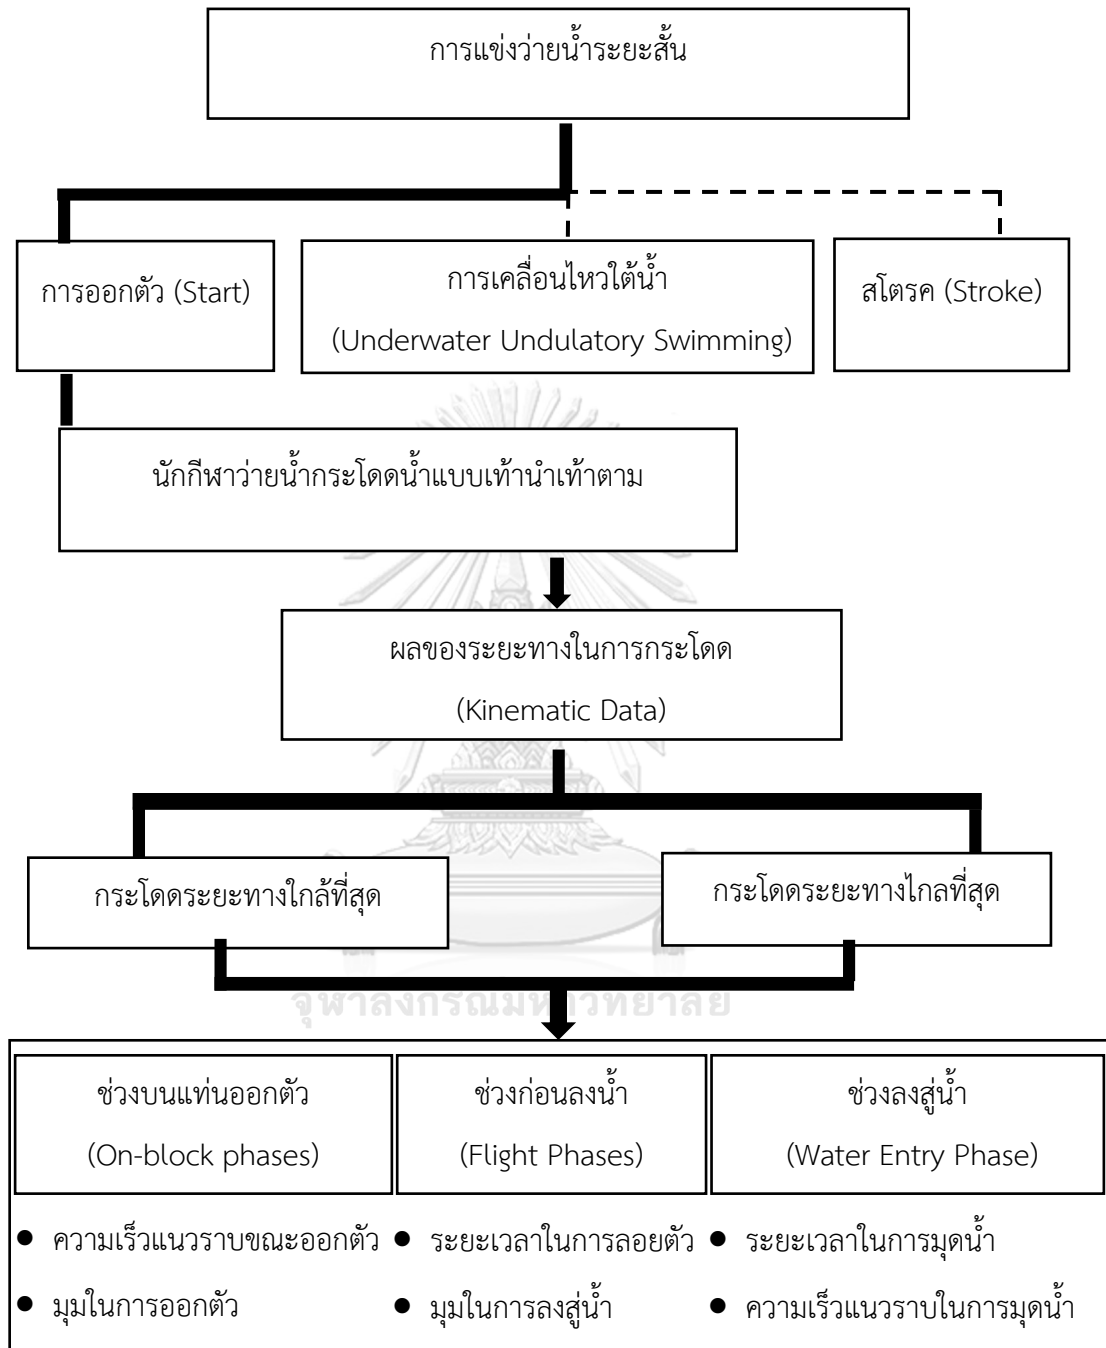 การแข่งว่ายน้ำระยะสั้น
การออกตัว (Start)
การเคลื่อนไหวใต้น้ำ
(Underwater Undulatory Swimming)
สโตรค (Stroke)
นักกีฬาว่ายน้ำกระโดดน้ำแบบเท้านำเท้าตาม
ผลของระยะทางในการกระโดด
(Kinematic Data)
กระโดดระยะทางใกล้ที่สุด
กระโดดระยะทางไกลที่สุด
จุฬาลงกรณ์มหาวิทยาลัย
ช่วงบนแท่นออกตัว
(On-block phases)
ช่วงก่อนลงน้ำ
(Flight Phases)
ช่วงลงสู่น้ำ
(Water Entry Phase)
● ความเร็วแนวราบขณะออกตัว
● มุมในการออกตัว
● ระยะเวลาในการลอยตัว
● มุมในการลงสู่น้ำ
● ระยะเวลาในการมุดน้ำ
● ความเร็วแนวราบในการมุดน้ำ